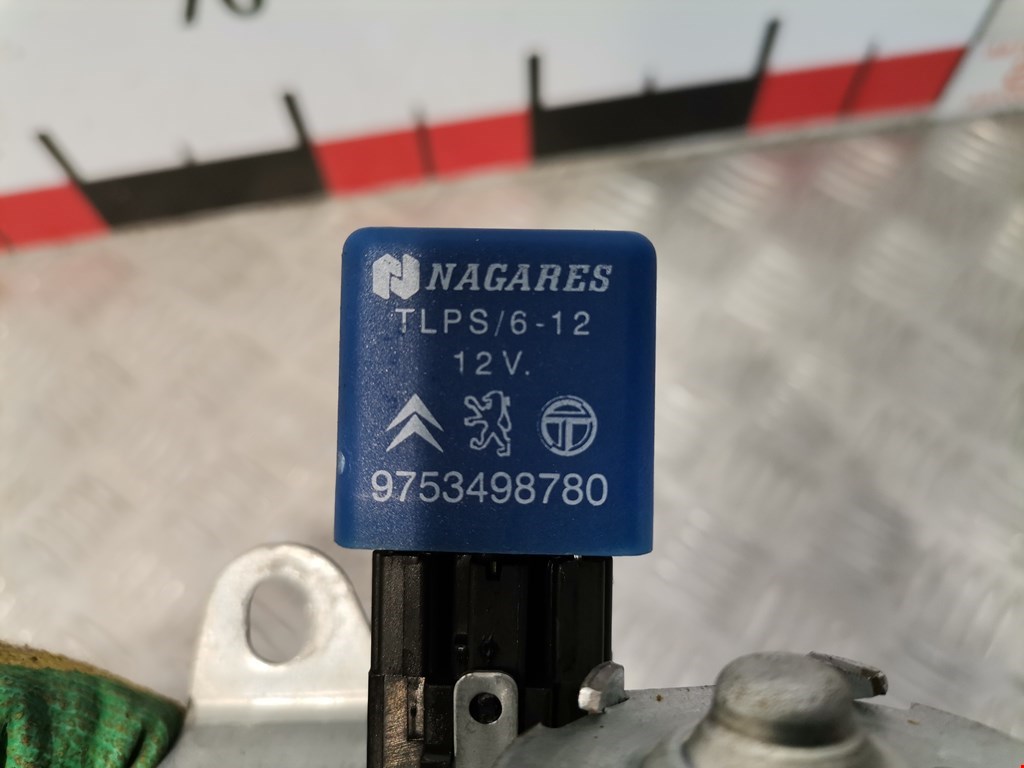 NAGARES
TLPS/6-12
12V.
9753498780